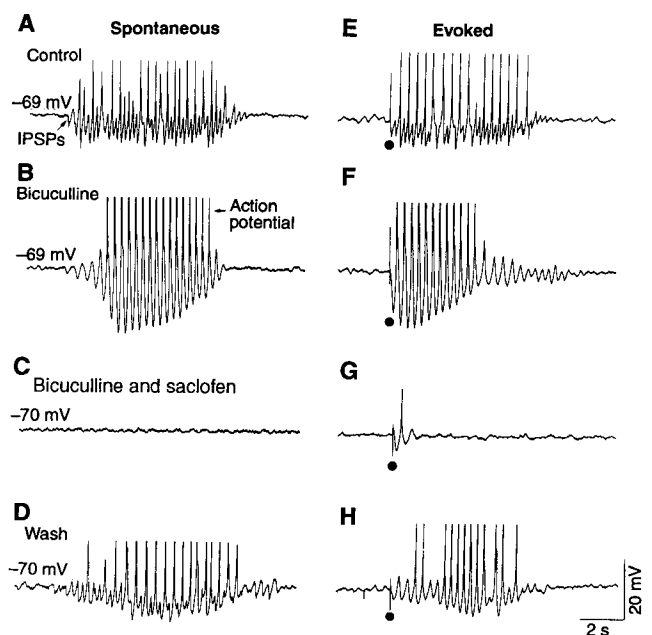 A
Spontaneous
Control
−69 mV
IPSPs
B
Bicuculline
Action
potential
−69 mV
C
Bicuculline and saclofen
−70 mV
D
Wash
−70 mV
E
Evoked
F
G
H
20 mV
2 s